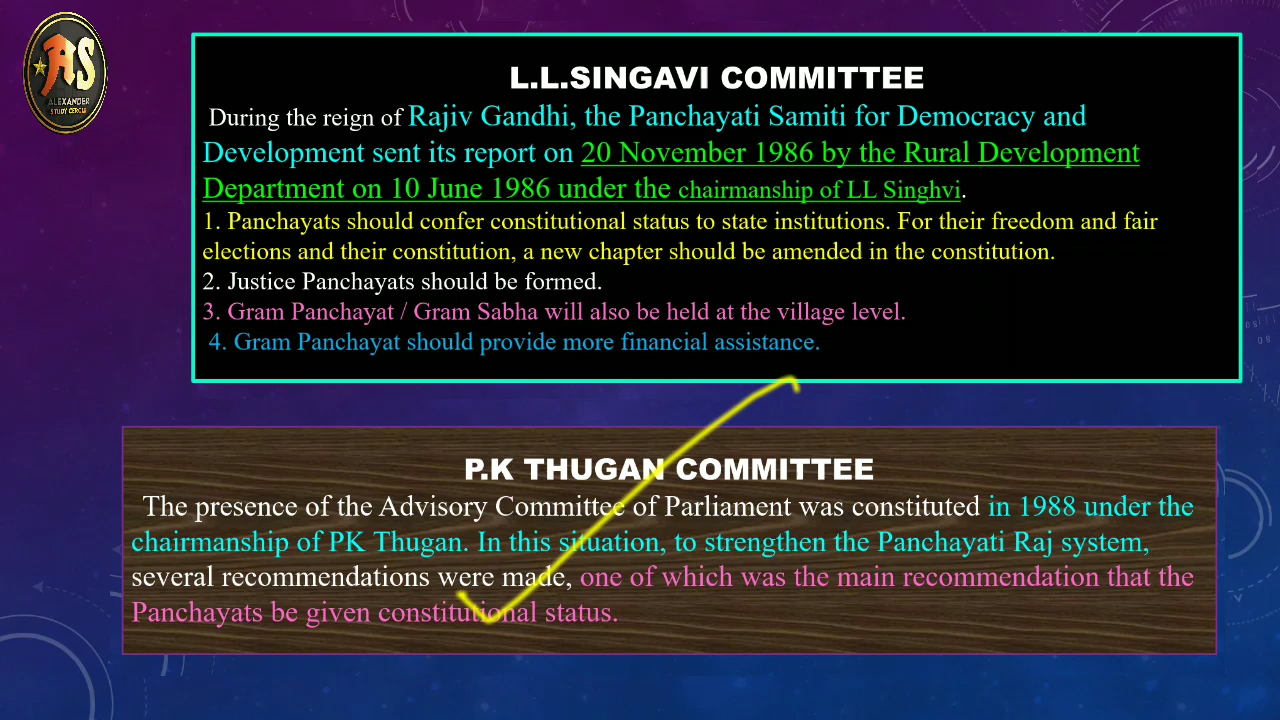 AS
ALEXANDER
STUDY CERCLE
L.L.SINGAVI COMMITTEE
During the reign of Rajiv Gandhi, the Panchayati Samiti for Democracy and
Development sent its report on 20 November 1986 by the Rural Development
Department on 10 June 1986 under the chairmanship of LL Singhvi.
1. Panchayats should confer constitutional status to state institutions. For their freedom and fair
elections and their constitution, a new chapter should be amended in the constitution.
2. Justice Panchayats should be formed.
3. Gram Panchayat / Gram Sabha will also be held at the village level.
4. Gram Panchayat should provide more financial assistance.
P.K THUGAN COMMITTEE
The presence of the Advisory Committee of Parliament was constituted in 1988 under the
chairmanship of PK Thugan. In this situation, to strengthen the Panchayati Raj system,
several recommendations were made, one of which was the main recommendation that the
Panchayats be given constitutional status.